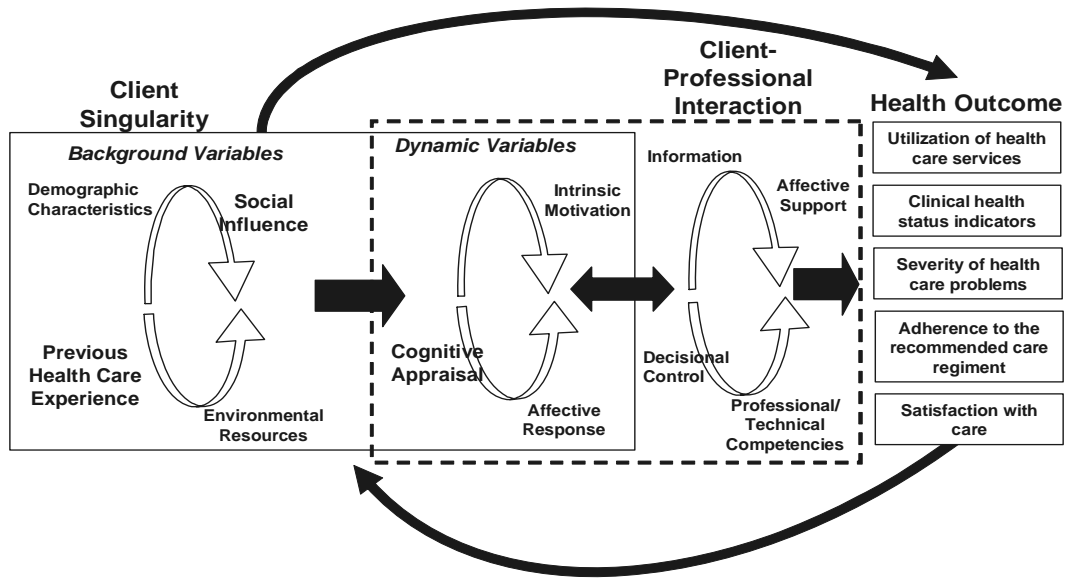 Client
Singularity
Background Variables
Demographic
Characteristics
Social
Influence
Previous
Health Care
Experience
Environmental
Resources
Dynamic Variables
Intrinsic
Motivation
Cognitive
Appraisal
Affective
Response
Client-
Professional
Interaction
Information
Affective
Support
Decisional
Control
Professional/
Technical
Competencies
Health Outcome
Utilization of health
care services
Clinical health
status indicators
Severity of health
care problems
Adherence to the
recommended care
regiment
Satisfaction with
care